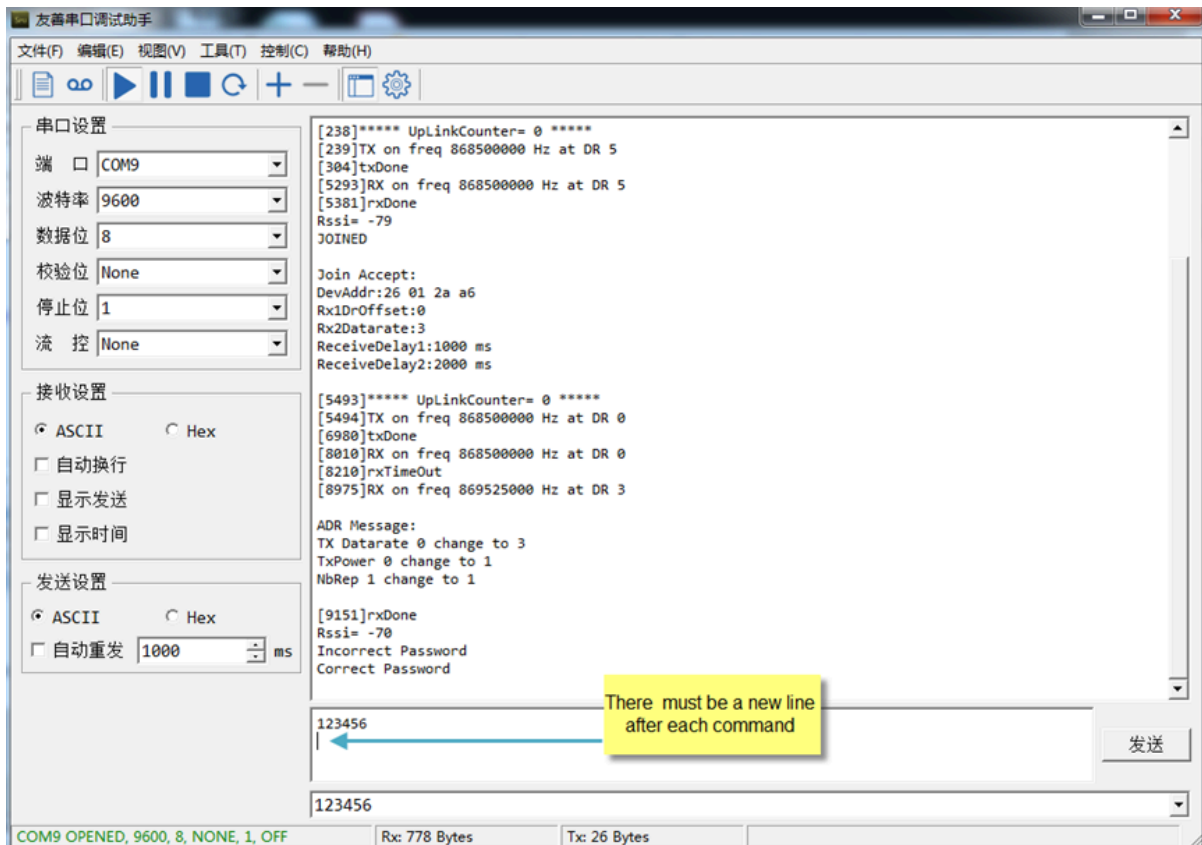 友善串口调试助手
文件(F) 编辑(E) 视图(V) 工具(T) 控制(C) 帮助(H)
串口设置
端 口 COM9
波特率 9600
数据位 8
校验位 None
停止位 1
流 控 None
接收设置
ASCII Hex
自动换行
显示发送
显示时间
发送设置
ASCII Hex
自动重发 1000 ms
[238]***** UpLinkCounter= 0 *****
[239]TX on freq 868500000 Hz at DR 5
[304]txDone
[5293]RX on freq 868500000 Hz at DR 5
[5381]rxDone
Rssi= -79
JOINED
Join Accept:
DevAddr:26 01 2a a6
Rx1DrOffset:0
Rx2Datarate:3
ReceiveDelay1:1000 ms
ReceiveDelay2:2000 ms
[5493]***** UpLinkCounter= 0 *****
[5494]TX on freq 868500000 Hz at DR 0
[6980]txDone
[8010]RX on freq 868500000 Hz at DR 0
[8210]rxTimeOut
[8975]RX on freq 869525000 Hz at DR 3
ADR Message:
TX Datarate 0 change to 3
TxPower 0 change to 1
NbRep 1 change to 1
[9151]rxDone
Rssi= -70
Incorrect Password
Correct Password
There must be a new line
after each command
123456
发送
123456
COM9 OPENED, 9600, 8, NONE, 1, OFF Rx: 778 Bytes Tx: 26 Bytes